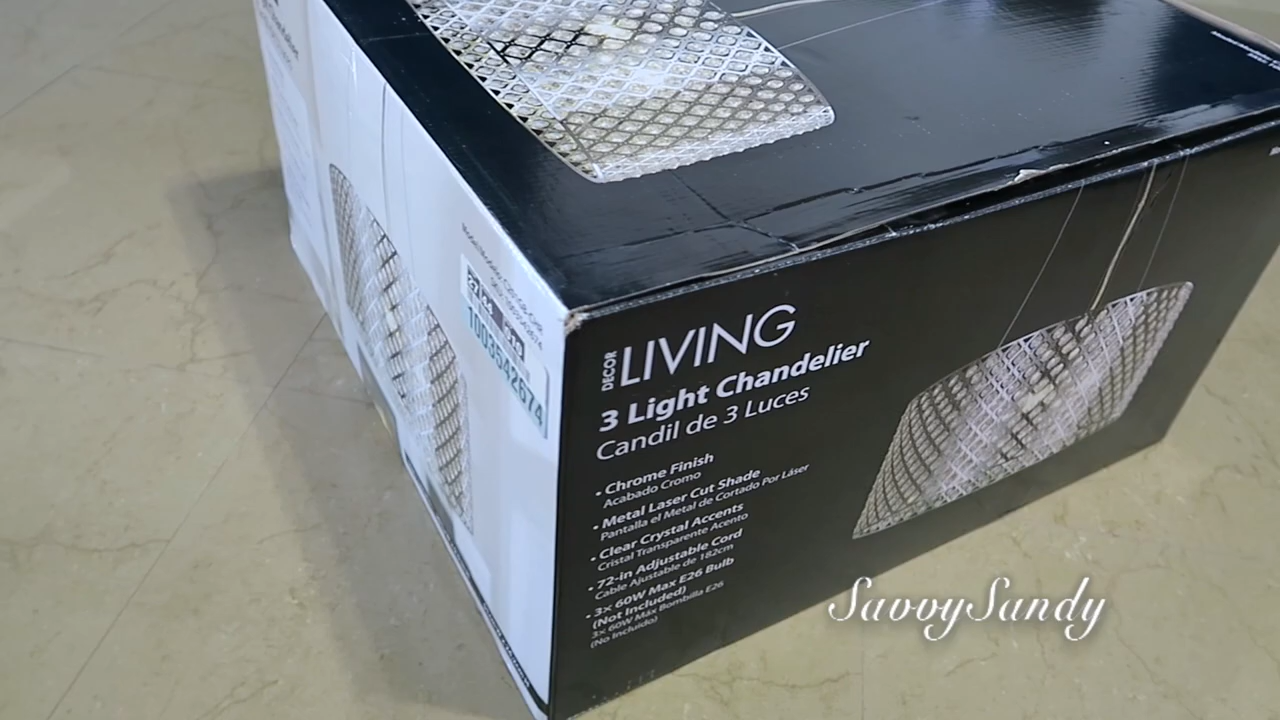 DECOR LIVING
3 Light Chandelier
Candil de 3 Luces
• Chrome Finish
Acabado Cromo
• Metal Laser Cut Shade
Pantalla el Metal de Cortado Por Láser
• Clear Crystal Accents
Cristal Transparente Acento
• 72-in Adjustable Cord
Cable Ajustable de 182cm
• 3x 60W Max E26 Bulb
(Not Included)
3x 60W Máx Bombilla E26
(No Incluido)
1003542674
SavvySandy